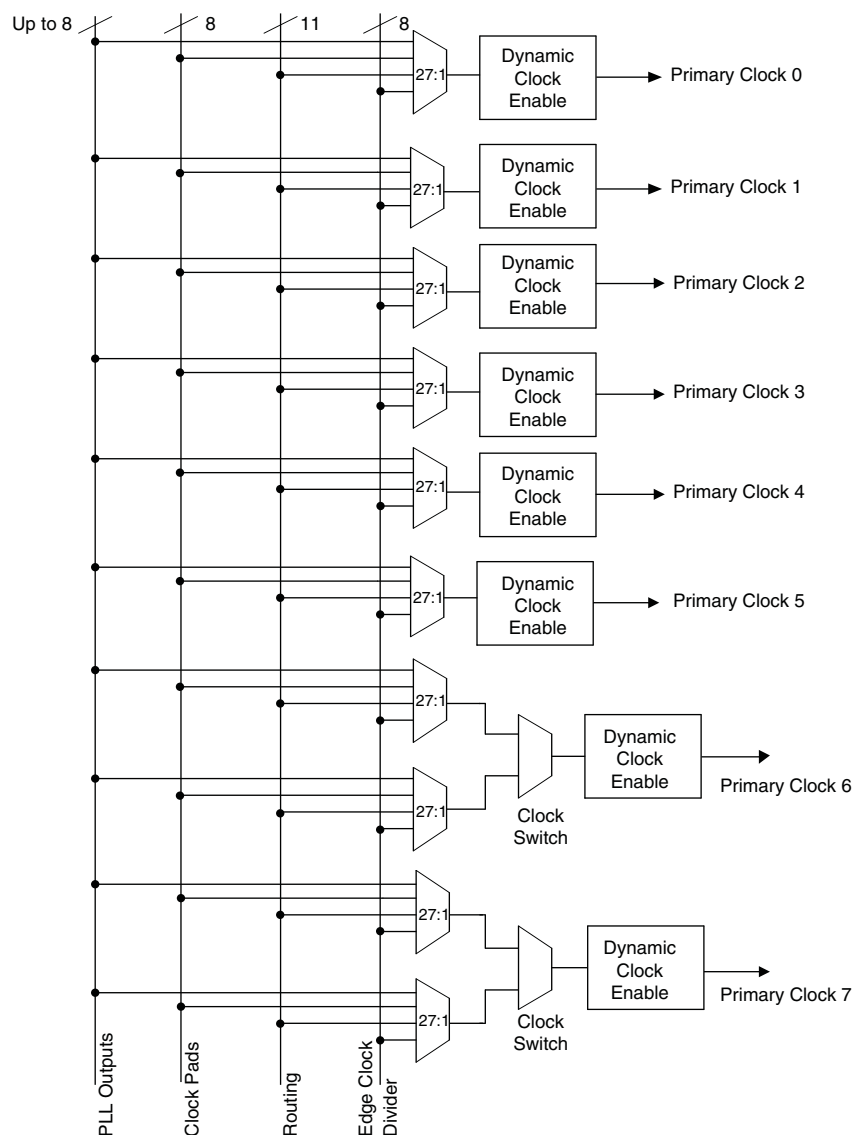 Up to 8
8
11
8
27:1
Dynamic
Clock
Enable
Primary Clock 0
27:1
Dynamic
Clock
Enable
Primary Clock 1
27:1
Dynamic
Clock
Enable
Primary Clock 2
27:1
Dynamic
Clock
Enable
Primary Clock 3
27:1
Dynamic
Clock
Enable
Primary Clock 4
27:1
Dynamic
Clock
Enable
Primary Clock 5
27:1
27:1
Clock
Switch
Dynamic
Clock
Enable
Primary Clock 6
27:1
27:1
Clock
Switch
Dynamic
Clock
Enable
Primary Clock 7
PLL Outputs
Clock Pads
Routing
Edge Clock
Divider